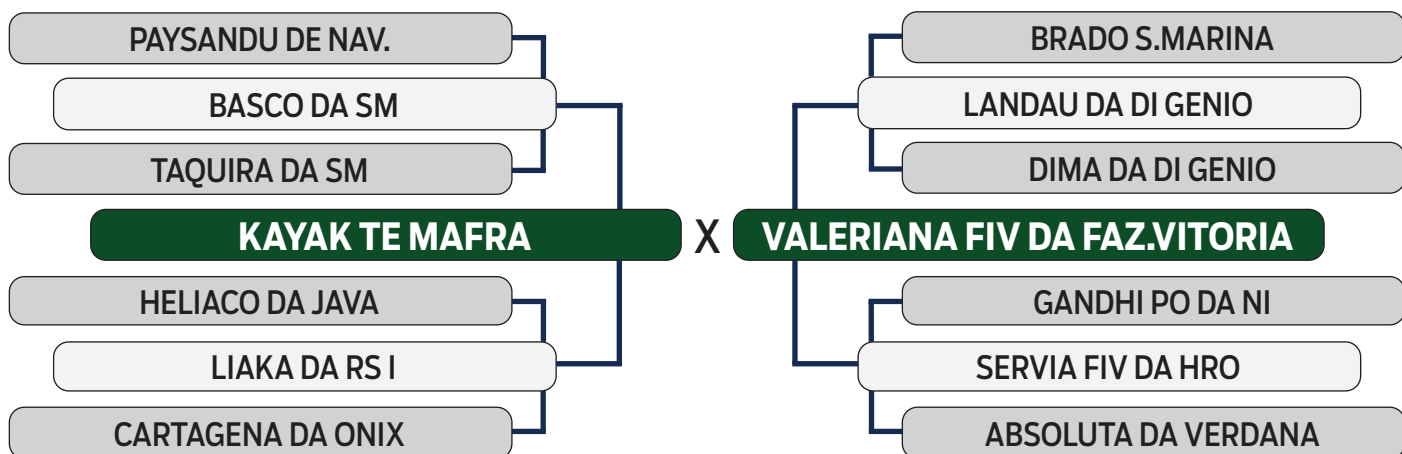 PAYSANDU DE NAV.
BASCO DA SM
TAQUIRA DA SM
KAYAK TE MAFRA
HELIACO DA JAVA
LIAKA DA RS I
CARTAGENA DA ONIX
X
BRADO S.MARINA
LANDAU DA DI GENIO
DIMA DA DI GENIO
VALERIANA FIV DA FAZ.VITORIA
GANDHI PO DA NI
SERVIA FIV DA HRO
ABSOLUTA DA VERDANA